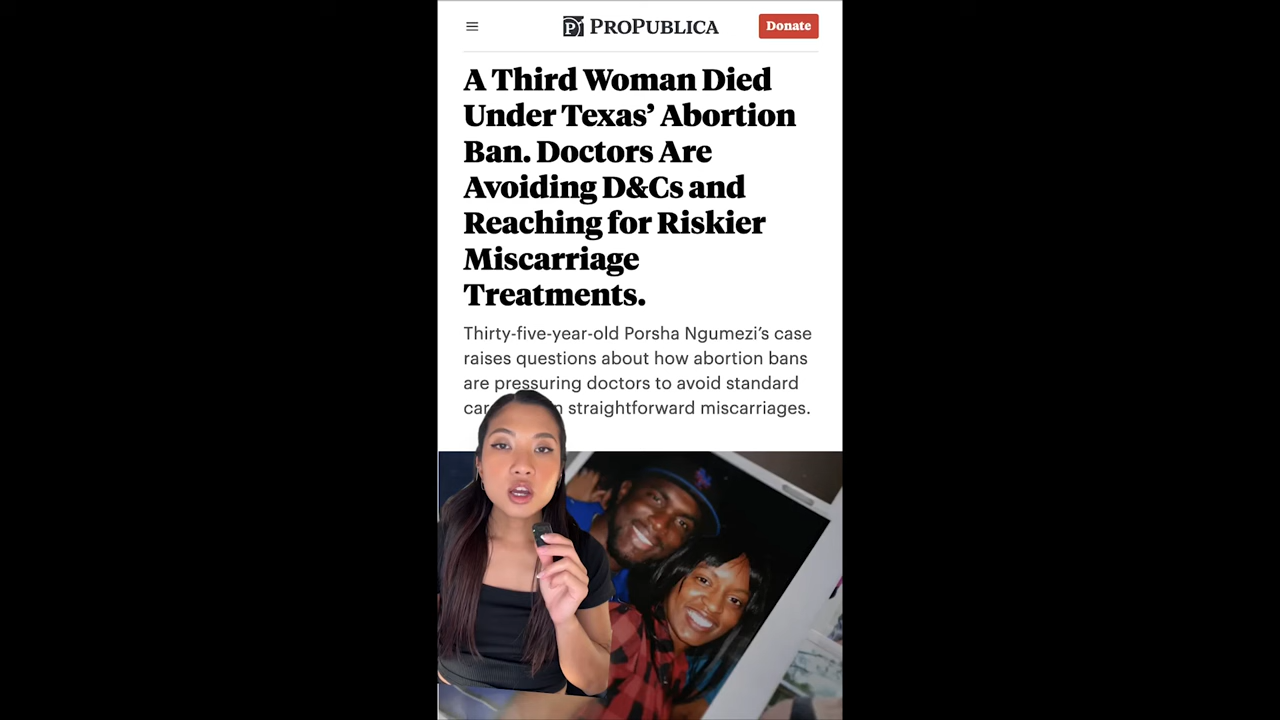 PROPUBLICA
Donate
A Third Woman Died
Under Texas’ Abortion
Ban. Doctors Are
Avoiding D&Cs and
Reaching for Riskier
Miscarriage
Treatments.
Thirty-five-year-old Porsha Ngumezi’s case
raises questions about how abortion bans
are pressuring doctors to avoid standard
straightforward miscarriages.